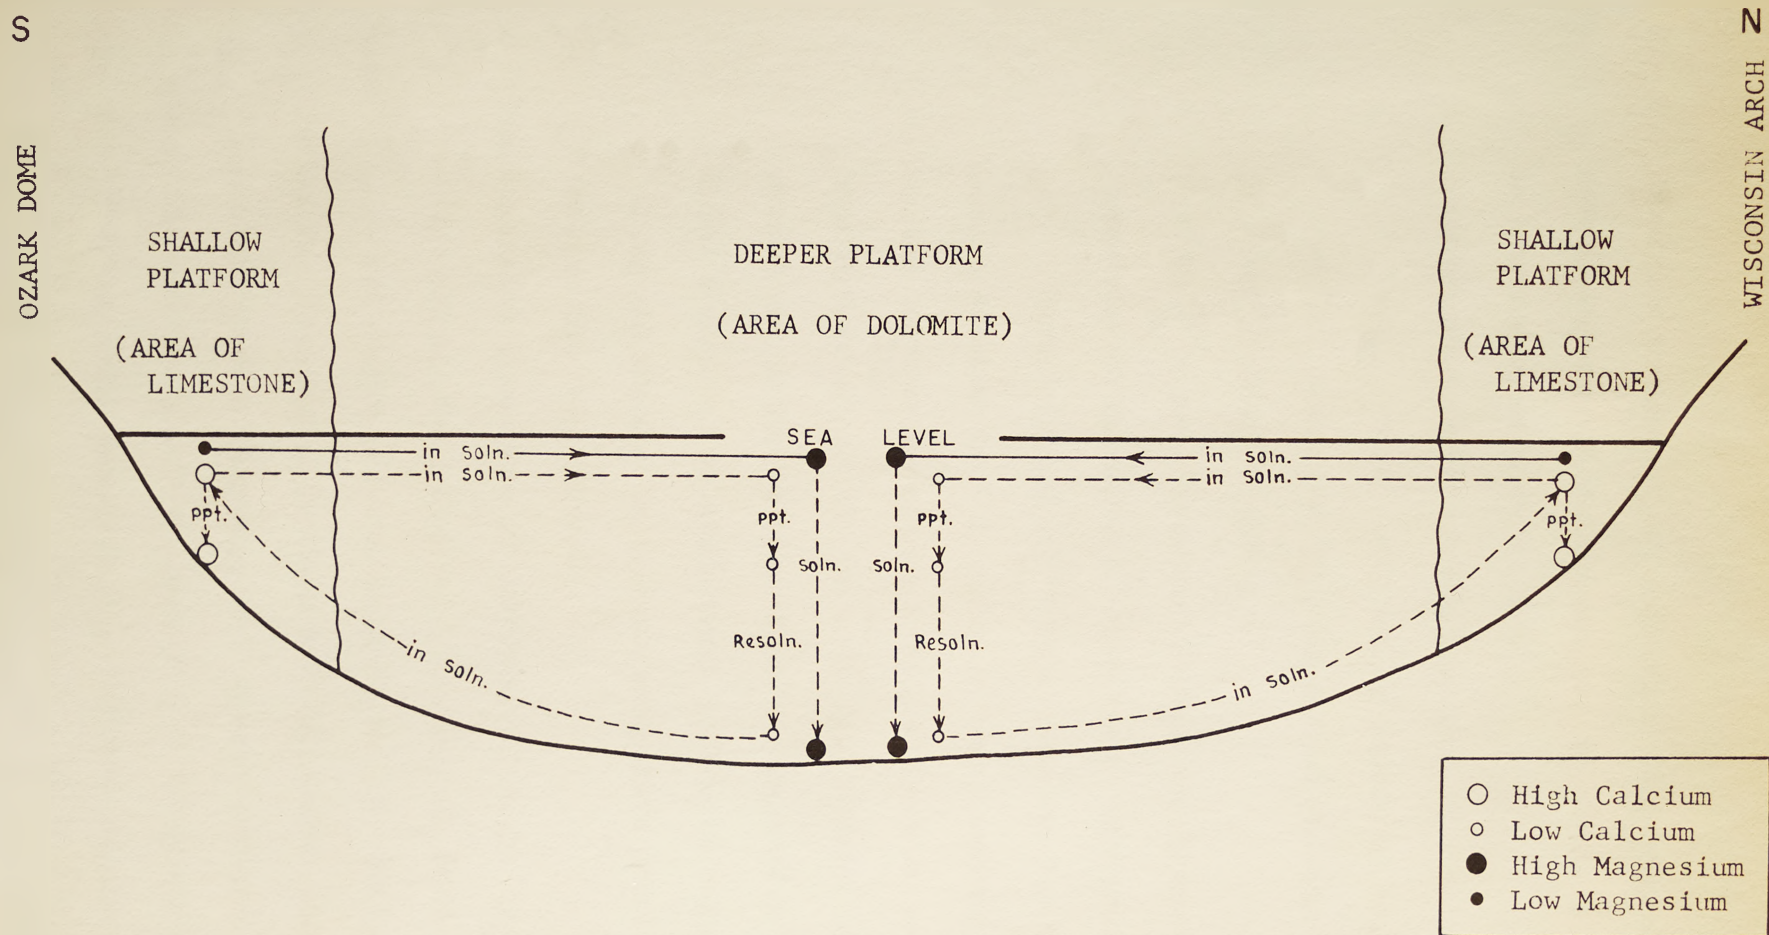 S
N
OZARK DOME
WISCONSIN ARCH
SHALLOW
PLATFORM
(AREA OF
LIMESTONE)
DEEPER PLATFORM
(AREA OF DOLOMITE)
SHALLOW
PLATFORM
(AREA OF
LIMESTONE)
SEA LEVEL
in soln.
in soln.
in soln.
in soln.
ppt.
ppt.
ppt.
ppt.
soln.
soln.
Resoln.
Resoln.
in soln.
in soln.
High Calcium
Low Calcium
High Magnesium
Low Magnesium